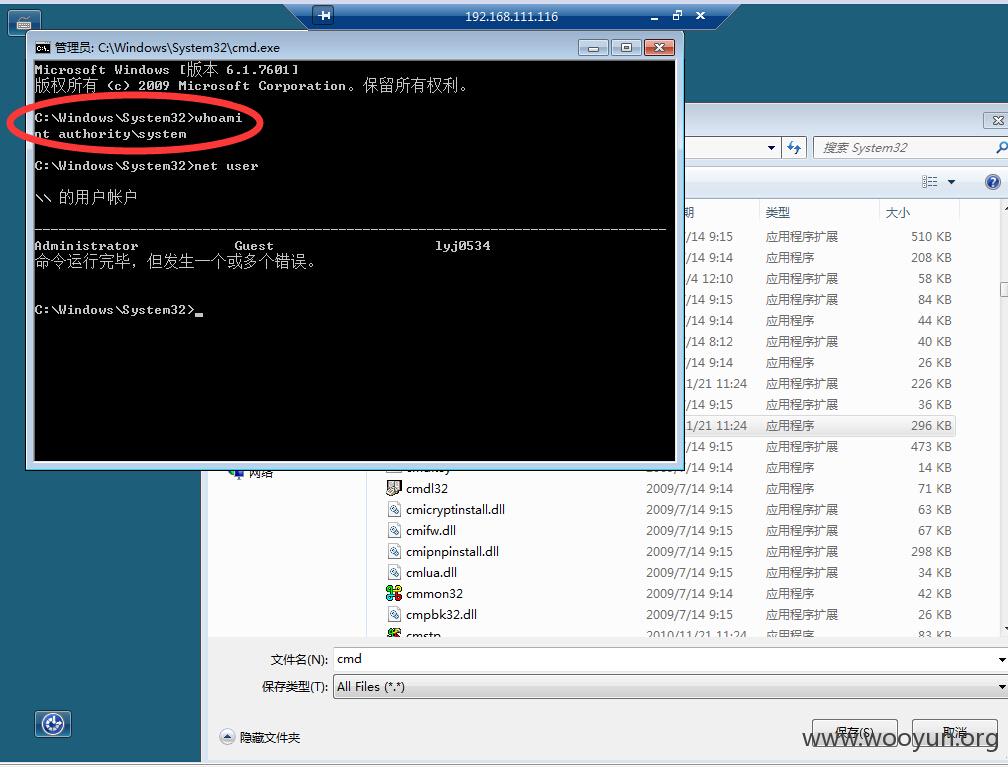 192.168.111.116
管理员: C:\Windows\System32\cmd.exe
Microsoft Windows [版本 6.1.7601]
版权所有 (c) 2009 Microsoft Corporation。保留所有权利。
C:\Windows\System32>whoami
nt authority\system
C:\Windows\System32>net user
\\ 的用户帐户
-------------------------------------------------------------------------------
Administrator Guest lyj0534
命令运行完毕，但发生一个或多个错误。
C:\Windows\System32>
搜索 System32
期 类型 大小
/14 9:15 应用程序扩展 510 KB
/14 9:14 应用程序 208 KB
/4 12:10 应用程序扩展 58 KB
/14 9:15 应用程序扩展 84 KB
/14 9:14 应用程序 44 KB
/14 8:12 应用程序扩展 40 KB
/14 9:14 应用程序 26 KB
1/21 11:24 应用程序扩展 226 KB
/14 9:15 应用程序扩展 36 KB
1/21 11:24 应用程序 296 KB
/14 9:15 应用程序扩展 473 KB
网络
cmdkey 2009/7/14 9:14 应用程序 14 KB
cmdl32 2009/7/14 9:14 应用程序 71 KB
cmicryptinstall.dll 2009/7/14 9:15 应用程序扩展 63 KB
cmifw.dll 2009/7/14 9:15 应用程序扩展 67 KB
cmipnpinstall.dll 2009/7/14 9:15 应用程序扩展 298 KB
cmlua.dll 2009/7/14 9:15 应用程序扩展 34 KB
cmmon32 2009/7/14 9:14 应用程序 42 KB
cmpbk32.dll 2009/7/14 9:15 应用程序扩展 26 KB
cmstp 2010/11/21 11:24 应用程序 83 KB
文件名(N): cmd
保存类型(T): All Files (*.*)
隐藏文件夹
保存(S) 取消
www.wooyun.org